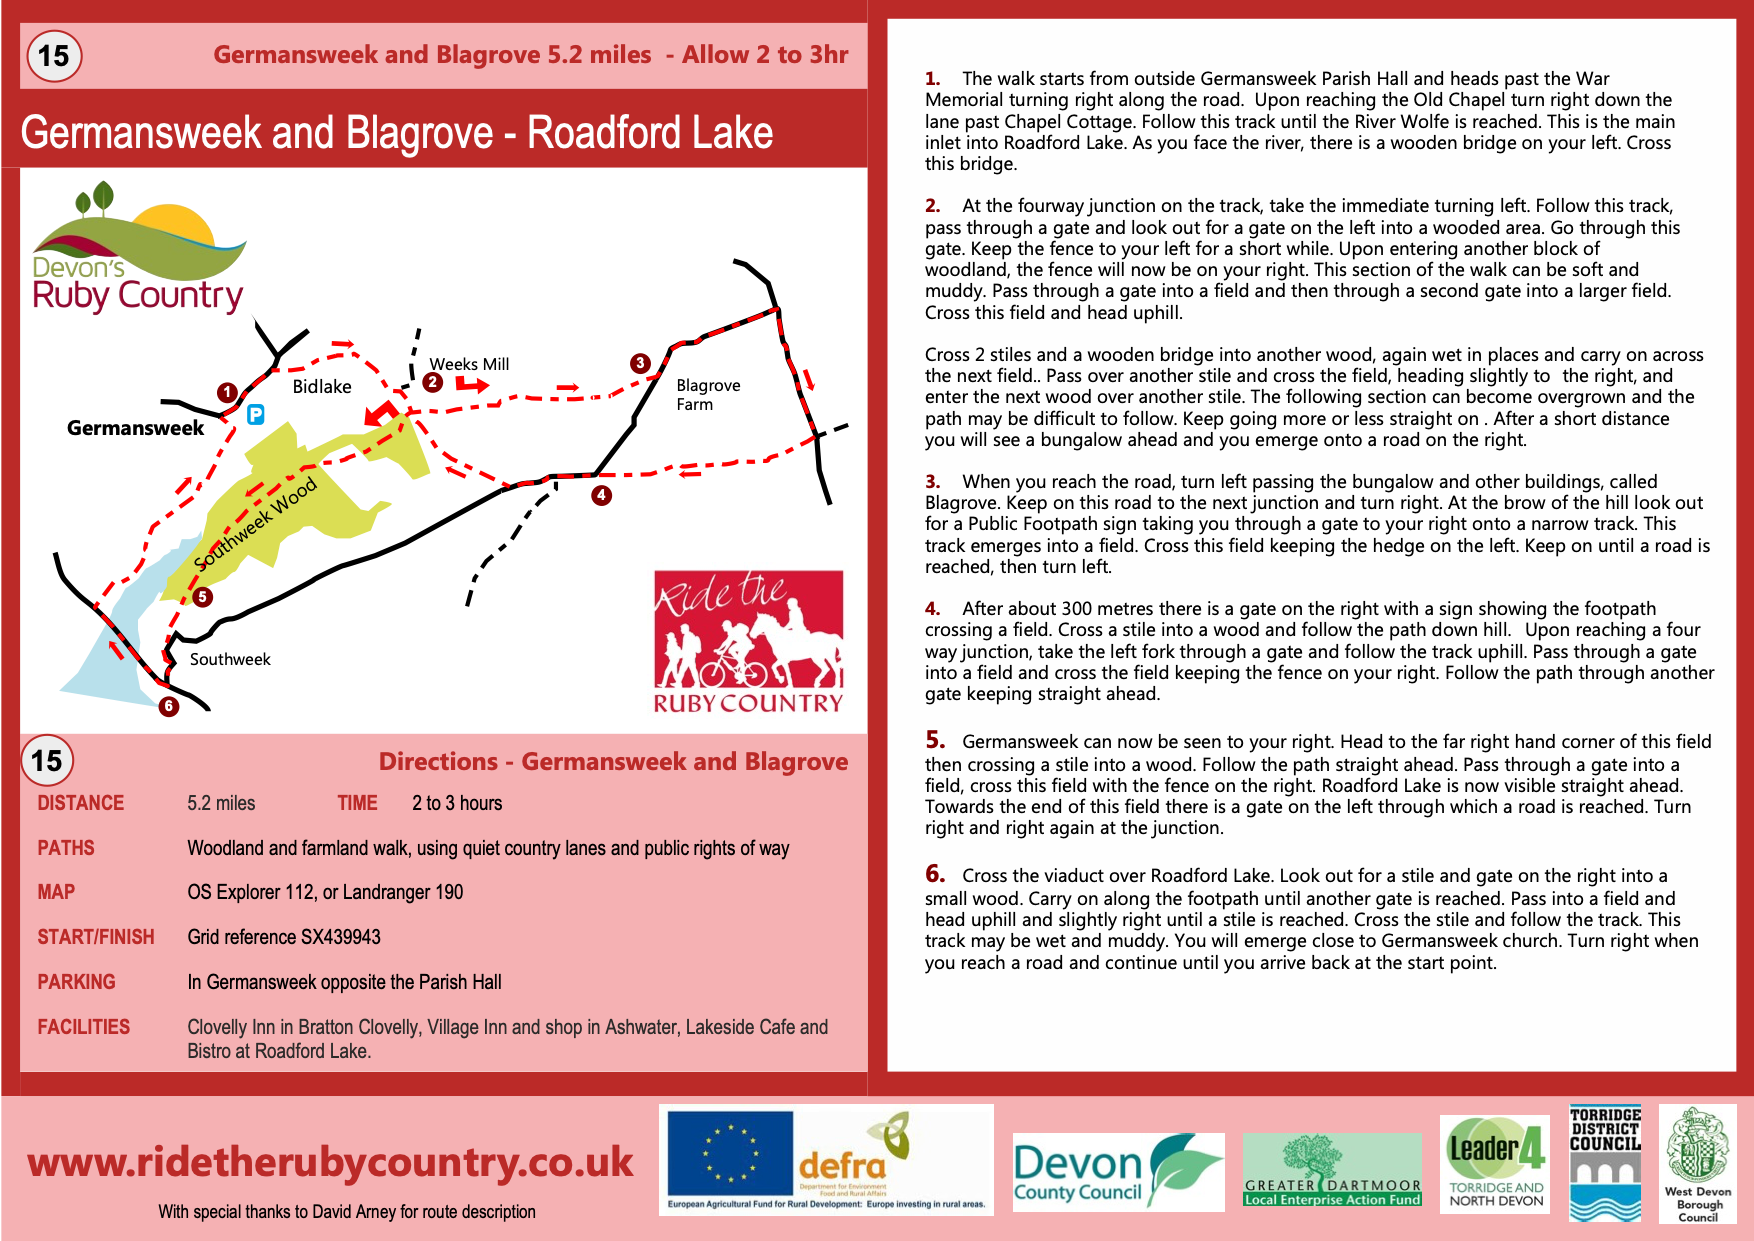 15
Germansweek and Blagrove 5.2 miles  - Allow 2 to 3hr
Germansweek and Blagrove - Roadford Lake
Devon's
Ruby Country
Weeks Mill
Bidlake
Blagrove
Farm
Germansweek
Southweek Wood
Southweek
1
2
3
4
5
6
P
Ride the
RUBY COUNTRY
15
Directions - Germansweek and Blagrove
DISTANCE 5.2 miles TIME 2 to 3 hours
PATHS Woodland and farmland walk, using quiet country lanes and public rights of way
MAP OS Explorer 112, or Landranger 190
START/FINISH Grid reference SX439943
PARKING In Germansweek opposite the Parish Hall
FACILITIES Clovelly Inn in Bratton Clovelly, Village Inn and shop in Ashwater, Lakeside Cafe and
Bistro at Roadford Lake.
1. The walk starts from outside Germansweek Parish Hall and heads past the War
Memorial turning right along the road.  Upon reaching the Old Chapel turn right down the
lane past Chapel Cottage. Follow this track until the River Wolfe is reached. This is the main
inlet into Roadford Lake. As you face the river, there is a wooden bridge on your left. Cross
this bridge.
2. At the fourway junction on the track, take the immediate turning left. Follow this track,
pass through a gate and look out for a gate on the left into a wooded area. Go through this
gate. Keep the fence to your left for a short while. Upon entering another block of
woodland, the fence will now be on your right. This section of the walk can be soft and
muddy. Pass through a gate into a field and then through a second gate into a larger field.
Cross this field and head uphill.
Cross 2 stiles and a wooden bridge into another wood, again wet in places and carry on across
the next field.. Pass over another stile and cross the field, heading slightly to  the right, and
enter the next wood over another stile. The following section can become overgrown and the
path may be difficult to follow. Keep going more or less straight on . After a short distance
you will see a bungalow ahead and you emerge onto a road on the right.
3. When you reach the road, turn left passing the bungalow and other buildings, called
Blagrove. Keep on this road to the next junction and turn right. At the brow of the hill look out
for a Public Footpath sign taking you through a gate to your right onto a narrow track. This
track emerges into a field. Cross this field keeping the hedge on the left. Keep on until a road is
reached, then turn left.
4. After about 300 metres there is a gate on the right with a sign showing the footpath
crossing a field. Cross a stile into a wood and follow the path down hill.  Upon reaching a four
way junction, take the left fork through a gate and follow the track uphill. Pass through a gate
into a field and cross the field keeping the fence on your right. Follow the path through another
gate keeping straight ahead.
5. Germansweek can now be seen to your right. Head to the far right hand corner of this field
then crossing a stile into a wood. Follow the path straight ahead. Pass through a gate into a
field, cross this field with the fence on the right. Roadford Lake is now visible straight ahead.
Towards the end of this field there is a gate on the left through which a road is reached. Turn
right and right again at the junction.
6. Cross the viaduct over Roadford Lake. Look out for a stile and gate on the right into a
small wood. Carry on along the footpath until another gate is reached. Pass into a field and
head uphill and slightly right until a stile is reached. Cross the stile and follow the track. This
track may be wet and muddy. You will emerge close to Germansweek church. Turn right when
you reach a road and continue until you arrive back at the start point.
www.ridetherubycountry.co.uk
With special thanks to David Arney for route description
defra
Department for Environment
Food and Rural Affairs
European Agricultural Fund for Rural Development: Europe investing in rural areas.
Devon
County Council
GREATER DARTMOOR
Local Enterprise Action Fund
Leader4
TORRIDGE AND
NORTH DEVON
TORRIDGE
DISTRICT
COUNCIL
West Devon
Borough
Council